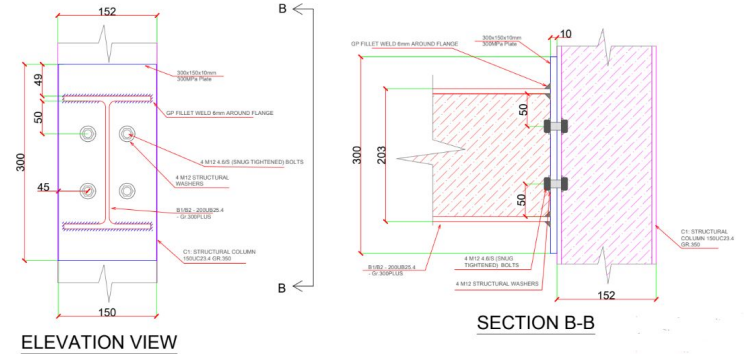 152
B
300x150x10mm
300MPa Plate
49
GP FILLET WELD 6mm AROUND FLANGE
50
300
4 M12 4.6/S (SNUG TIGHTENED) BOLTS
4 M12 STRUCTURAL
WASHERS
45
B1/B2 - 200UB25.4
- Gr 300PLUS
C1: STRUCTURAL COLUMN
150UC23.4 GR.350
B
150
ELEVATION VIEW
300x150x10mm
300MPa Plate
10
GP FILLET WELD 6mm AROUND FLANGE
50
300
203
50
C1: STRUCTURAL
COLUMN 150UC23.4
GR.350
B1/B2 - 200UB25.4
- Gr 300PLUS
4 M12 4.6/S (SNUG
TIGHTENED) BOLTS
4 M12 STRUCTURAL WASHERS
152
SECTION B-B